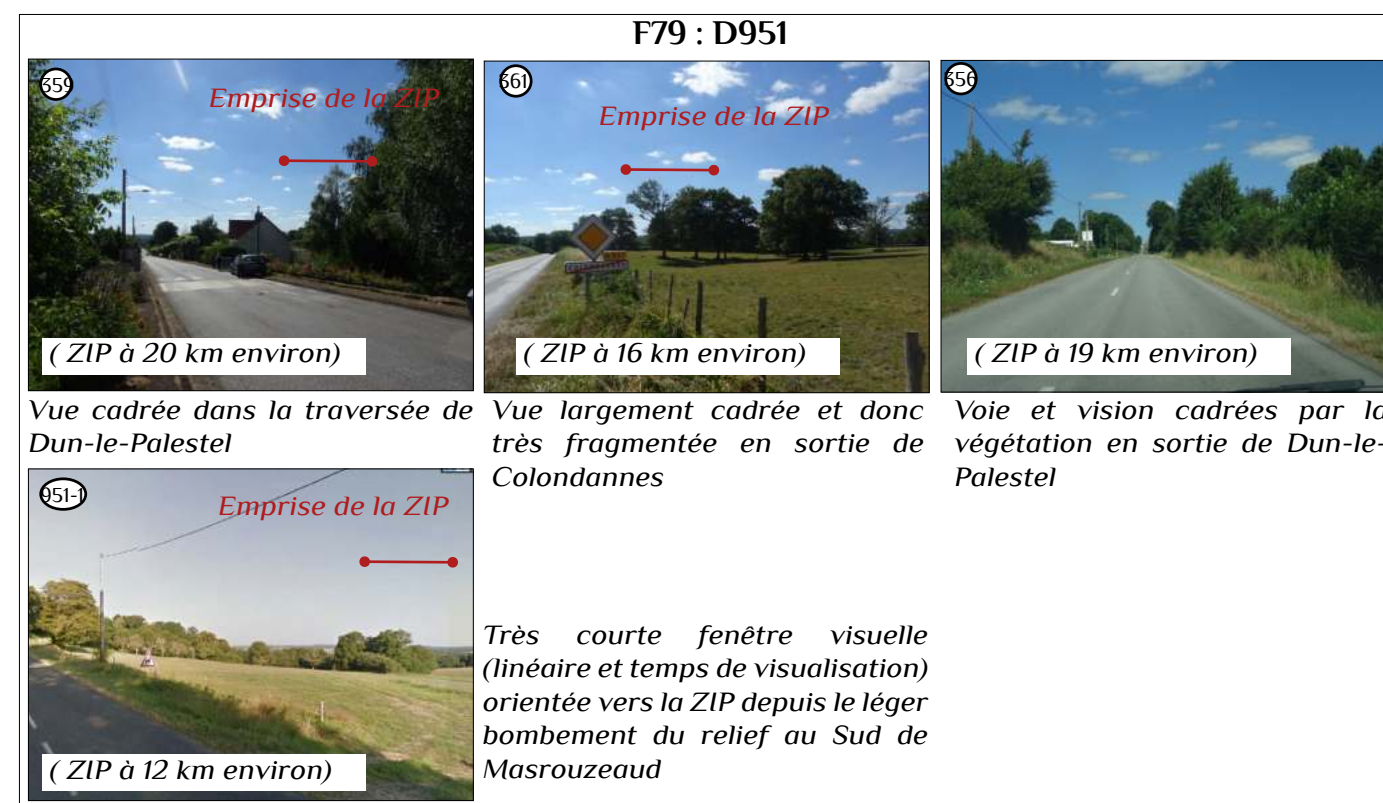 F79 : D951
359
Emprise de la ZIP
( ZIP à 20 km environ)
Vue cadrée dans la traversée de
Dun-le-Palestel
361
Emprise de la ZIP
( ZIP à 16 km environ)
Vue largement cadrée et donc
très fragmentée en sortie de
Colondannes
356
( ZIP à 19 km environ)
Voie et vision cadrées par la
végétation en sortie de Dun-le-
Palestel
951-1
Emprise de la ZIP
( ZIP à 12 km environ)
Très courte fenêtre visuelle
(linéaire et temps de visualisation)
orientée vers la ZIP depuis le léger
bombement du relief au Sud de
Masrouzeaud